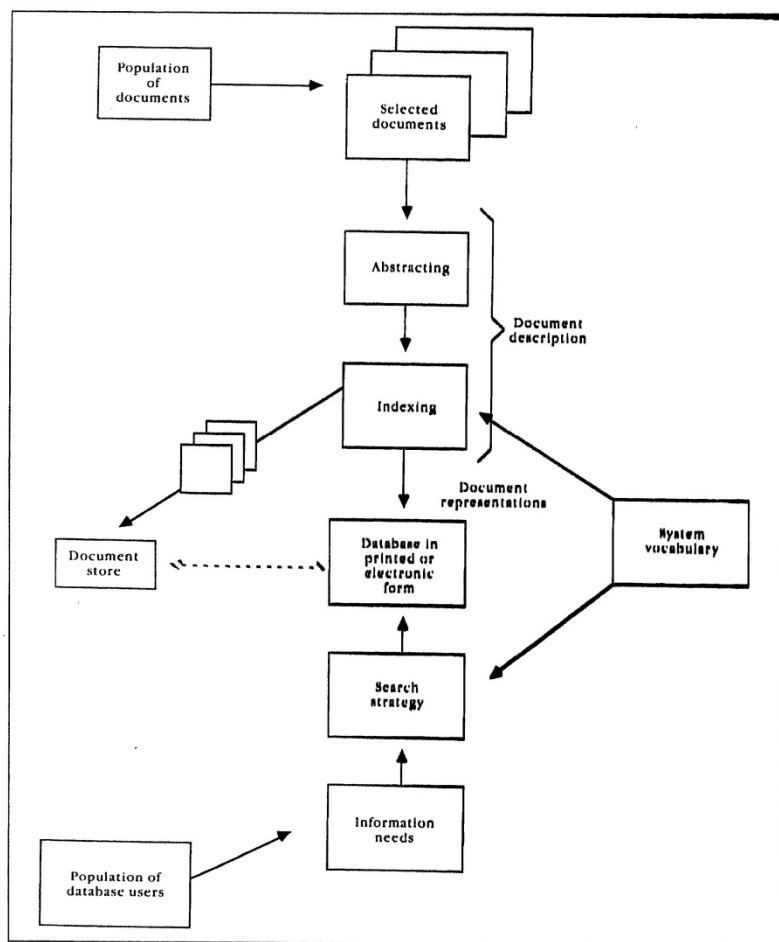 Population
of
documents
Selected
documents
Abstracting
Document
description
Indexing
Document
representations
System
vocabulary
Database in
printed or
electronic
form
Document
store
Search
strategy
Information
needs
Population of
database users